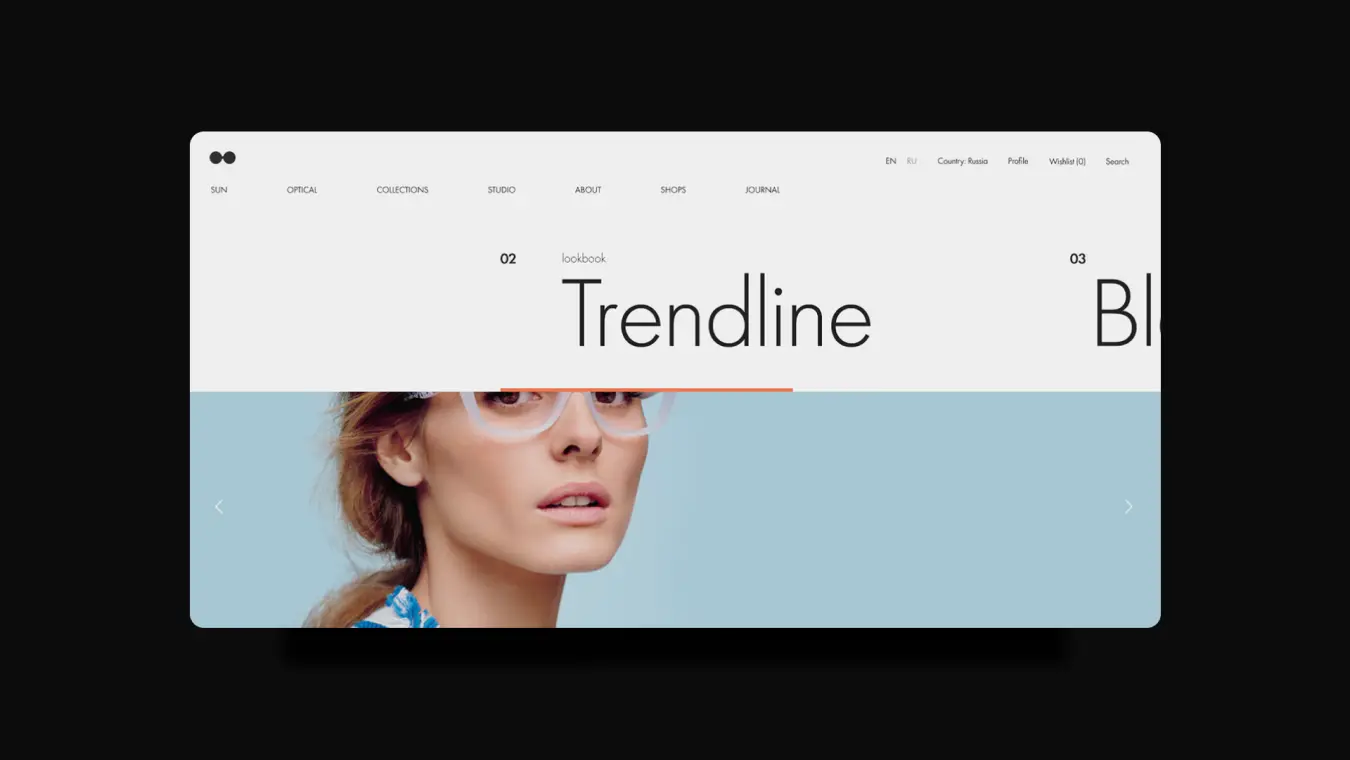 EN RU Country: Russia Profile Wishlist (0) Search
SUN OPTICAL COLLECTIONS STUDIO ABOUT SHOPS JOURNAL
02 lookbook 03
Trendline Bl